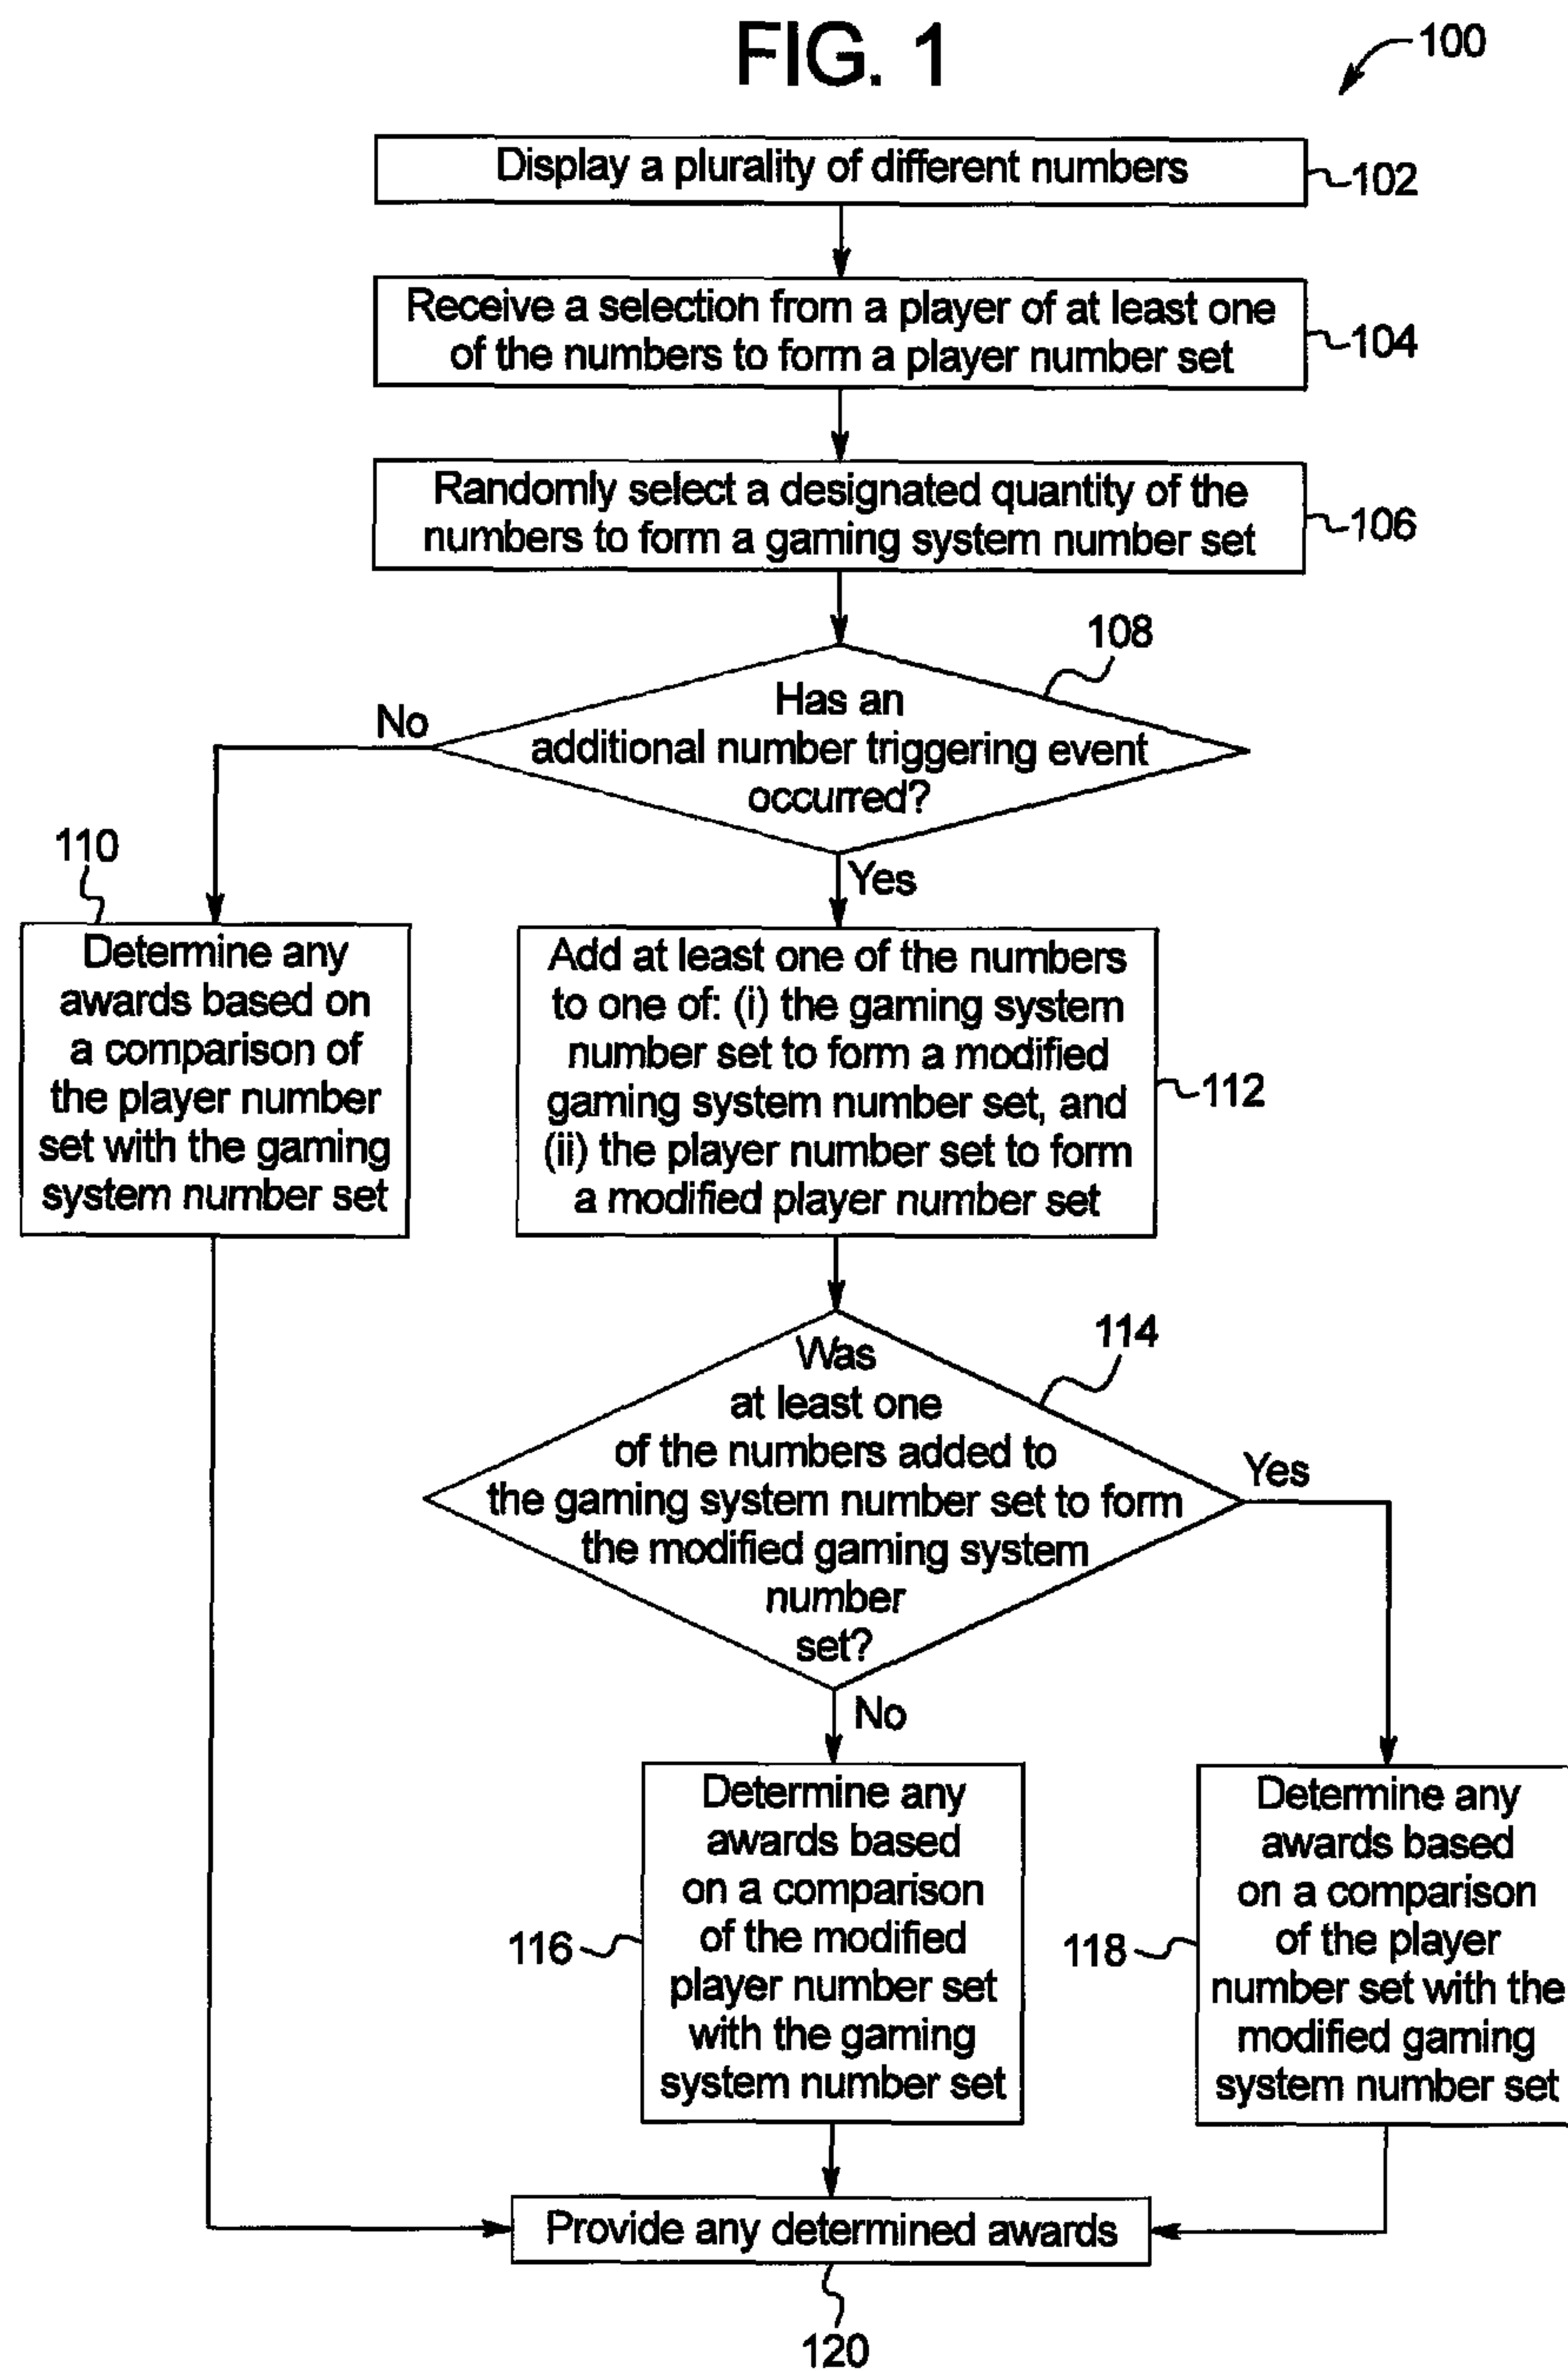 FIG. 1
100
Display a plurality of different numbers
102
Receive a selection from a player of at least one
of the numbers to form a player number set
104
Randomly select a designated quantity of the
numbers to form a gaming system number set
106
108
Has an
additional number triggering event
occurred?
No
Yes
110
Determine any
awards based on
a comparison of
the player number
set with the gaming
system number set
Add at least one of the numbers
to one of: (i) the gaming system
number set to form a modified
gaming system number set, and
(ii) the player number set to form
a modified player number set
112
114
Was
at least one
of the numbers added to
the gaming system number set to form
the modified gaming system
number
set?
Yes
No
Determine any
awards based
on a comparison
of the modified
player number set
with the gaming
system number set
116
Determine any
awards based
on a comparison
of the player
number set with the
modified gaming
system number set
118
Provide any determined awards
120